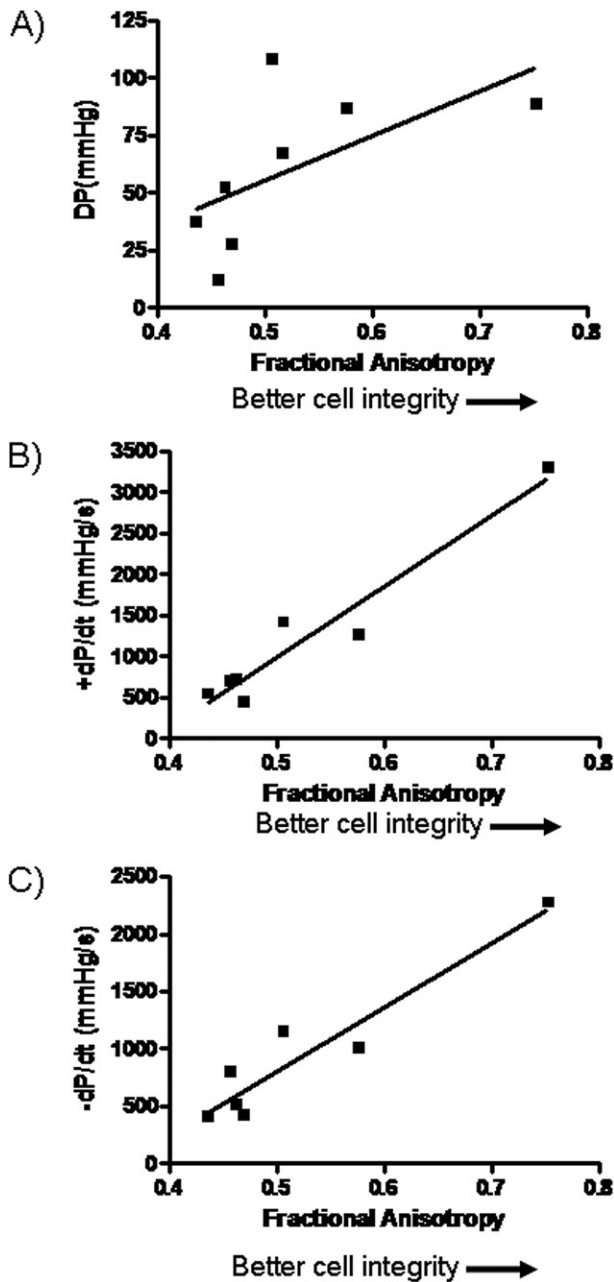 A)
DP(mmHg)
125
100
75
50
25
0
0.4 0.5 0.6 0.7 0.8
Fractional Anisotropy
Better cell integrity
B)
+dP/dt (mmHg/s)
3500
3000
2500
2000
1500
1000
500
0
0.4 0.5 0.6 0.7 0.8
Fractional Anisotropy
Better cell integrity
C)
-dP/dt (mmHg/s)
2500
2000
1500
1000
500
0
0.4 0.5 0.6 0.7 0.8
Fractional Anisotropy
Better cell integrity